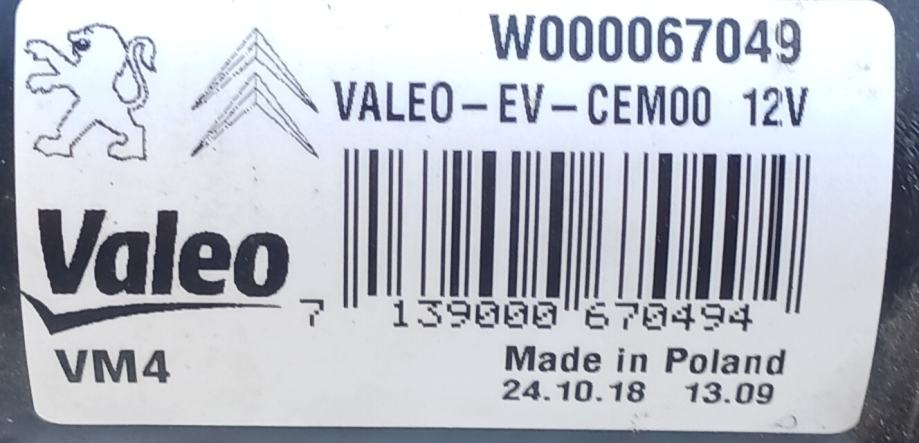 W000067049
VALEO-EV-CEM00 12V
Valeo
7 139000 670494
VM4
Made in Poland
24.10.18 13.09